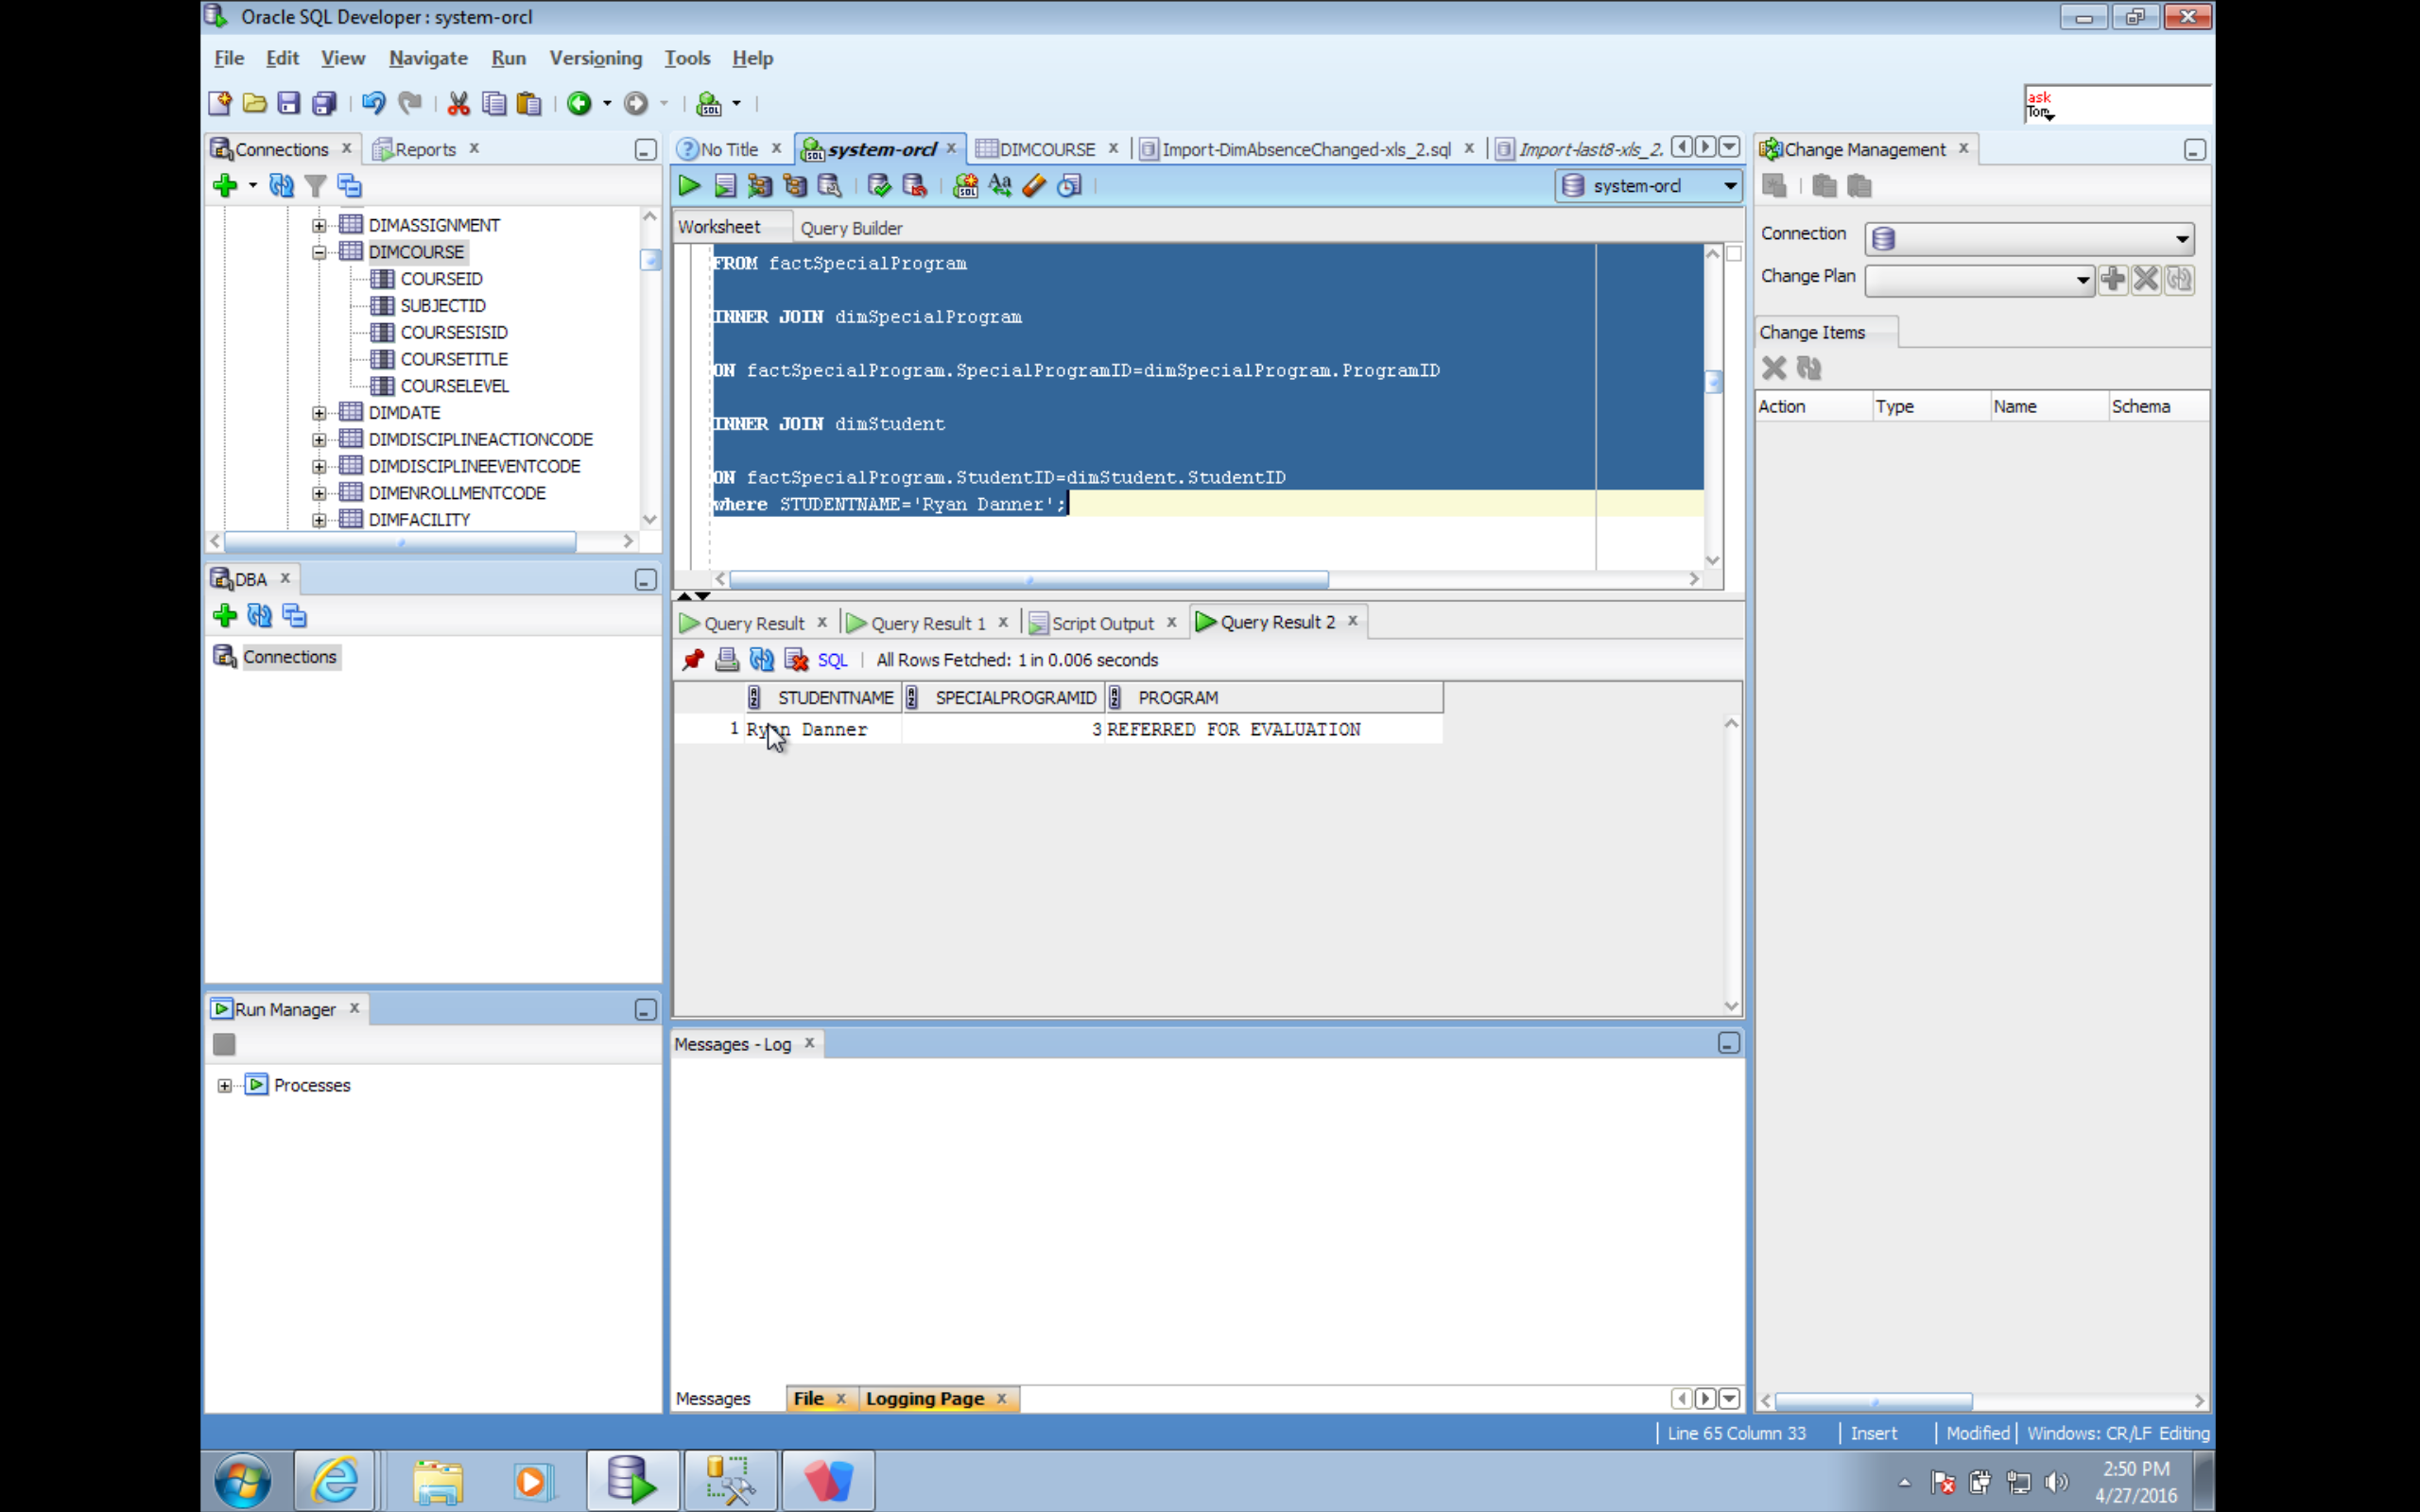 Oracle SQL Developer : system-orcl
File Edit View Navigate Run Versioning Tools Help
ask
Tom
Connections
Reports
DIMASSIGNMENT
DIMCOURSE
COURSEID
SUBJECTID
COURSESISID
COURSETITLE
COURSELEVEL
DIMDATE
DIMDISCIPLINEACTIONCODE
DIMDISCIPLINEEVENTCODE
DIMENROLLMENTCODE
DIMFACILITY
DBA
Connections
Run Manager
Processes
No Title
system-orcl
DIMCOURSE
Import-DimAbsenceChanged-xls_2.sql
Import-last8-xls_2.
system-orcl
Worksheet
Query Builder
FROM factSpecialProgram
INNER JOIN dimSpecialProgram
ON factSpecialProgram.SpecialProgramID=dimSpecialProgram.ProgramID
INNER JOIN dimStudent
ON factSpecialProgram.StudentID=dimStudent.StudentID
where STUDENTNAME='Ryan Danner';
Query Result
Query Result 1
Script Output
Query Result 2
SQL | All Rows Fetched: 1 in 0.006 seconds
STUDENTNAME SPECIALPROGRAMID PROGRAM
1 Ryan Danner 3 REFERRED FOR EVALUATION
Messages - Log
Messages
File
Logging Page
Change Management
Connection
Change Plan
Change Items
Action Type Name Schema
Line 65 Column 33 | Insert | Modified | Windows: CR/LF Editing
2:50 PM
4/27/2016